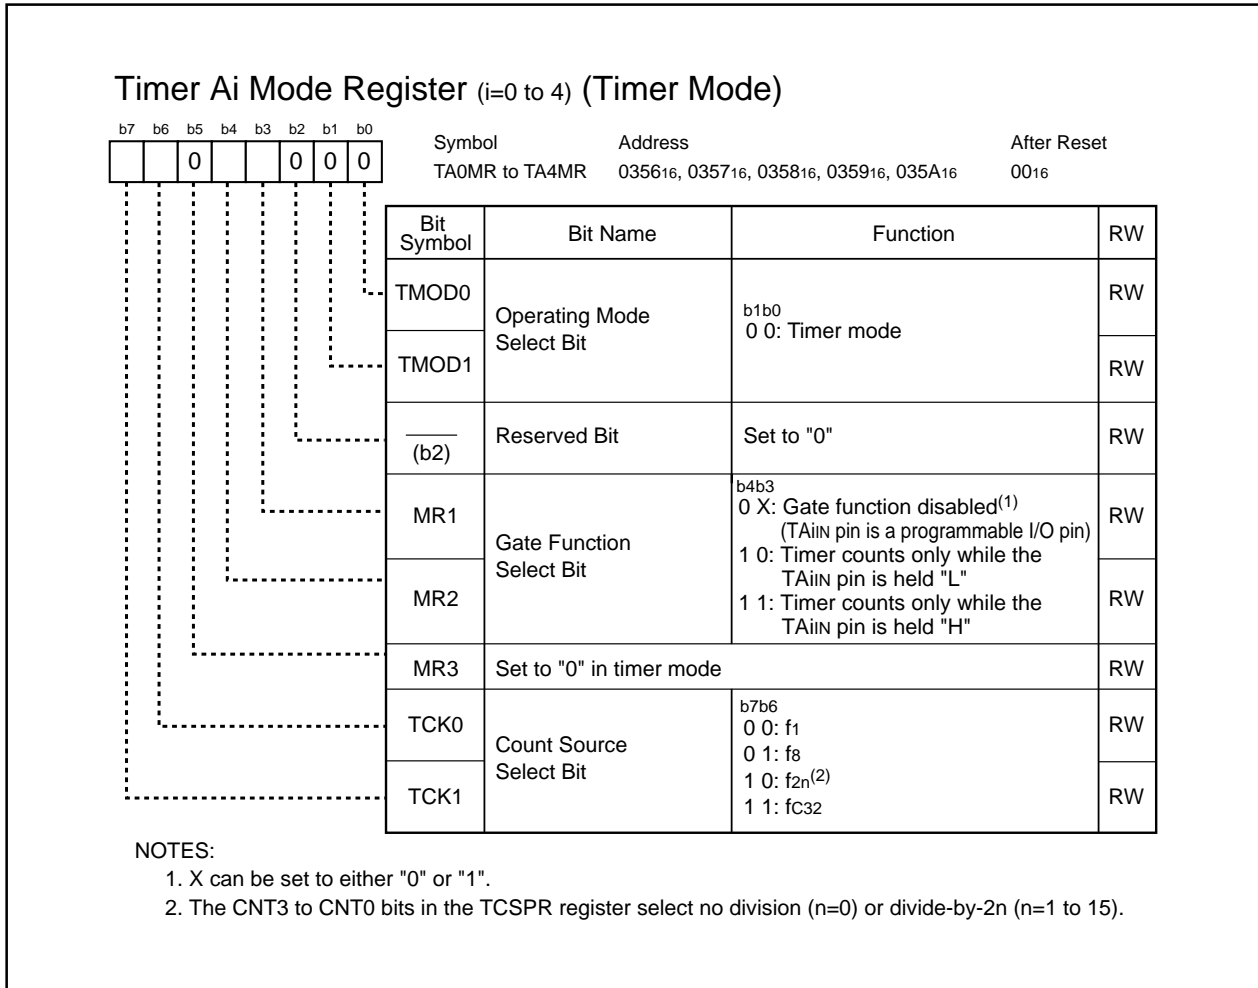 Timer Ai Mode Register (i=0 to 4) (Timer Mode)
b7 b6 b5 b4 b3 b2 b1 b0
0 0 0 0
Symbol Address After Reset
TA0MR to TA4MR 035616, 035716, 035816, 035916, 035A16 0016
Bit Symbol Bit Name Function RW
TMOD0 RW
Operating Mode Select Bit
b1b0
0 0: Timer mode
TMOD1 RW
(b2) Reserved Bit Set to "0" RW
MR1 RW
Gate Function Select Bit
b4b3
0 X: Gate function disabled(1)
(TAiIN pin is a programmable I/O pin)
1 0: Timer counts only while the
TAiIN pin is held "L"
1 1: Timer counts only while the
TAiIN pin is held "H"
MR2 RW
MR3 Set to "0" in timer mode RW
TCK0 RW
Count Source Select Bit
b7b6
0 0: f1
0 1: f8
1 0: f2n(2)
1 1: fC32
TCK1 RW
NOTES:
1. X can be set to either "0" or "1".
2. The CNT3 to CNT0 bits in the TCSPR register select no division (n=0) or divide-by-2n (n=1 to 15).